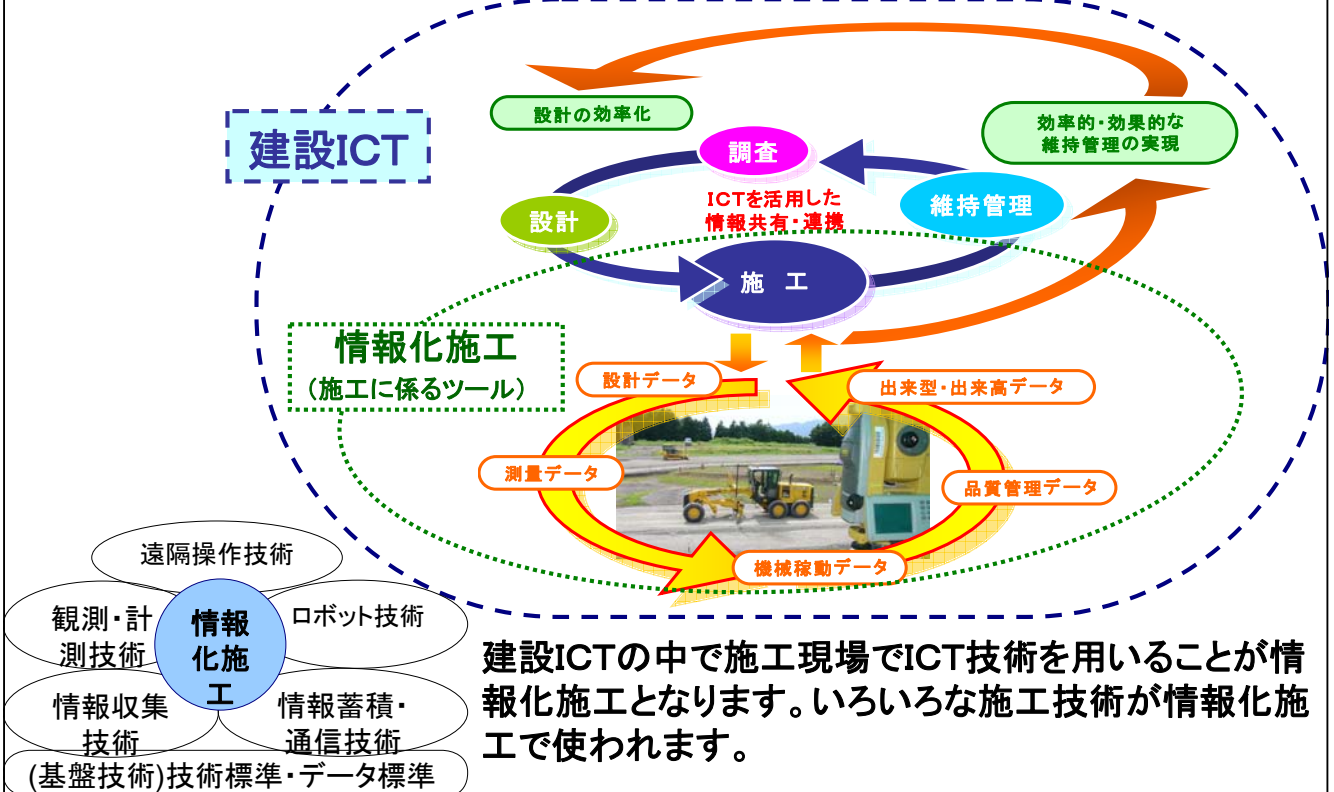 設計の効率化
効率的・効果的な
維持管理の実現
建設ICT
調査
ICTを活用した
情報共有・連携
維持管理
設計
施 工
情報化施工
(施工に係るツール)
設計データ
出来型・出来高データ
測量データ
品質管理データ
機械稼動データ
遠隔操作技術
観測・計
測技術
情報
化施
工
ロボット技術
情報収集
技術
情報蓄積・
通信技術
(基盤技術)技術標準・データ標準
建設ICTの中で施工現場でICT技術を用いることが情
報化施工となります。いろいろな施工技術が情報化施
工で使われます。